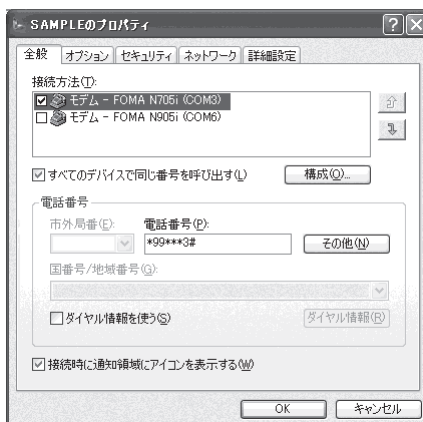 SAMPLEのプロパティ
全般 オプション セキュリティ ネットワーク 詳細設定
接続方法(T):
モデム - FOMA N705i (COM3)
モデム - FOMA N905i (COM6)
すべてのデバイスで同じ番号を呼び出す(L) 構成(O)...
電話番号
市外局番(E): 電話番号(P):
*99***3# その他(N)
国番号/地域番号(G):
ダイヤル情報を使う(S) ダイヤル情報(R)
接続時に通知領域にアイコンを表示する(W)
OK キャンセル